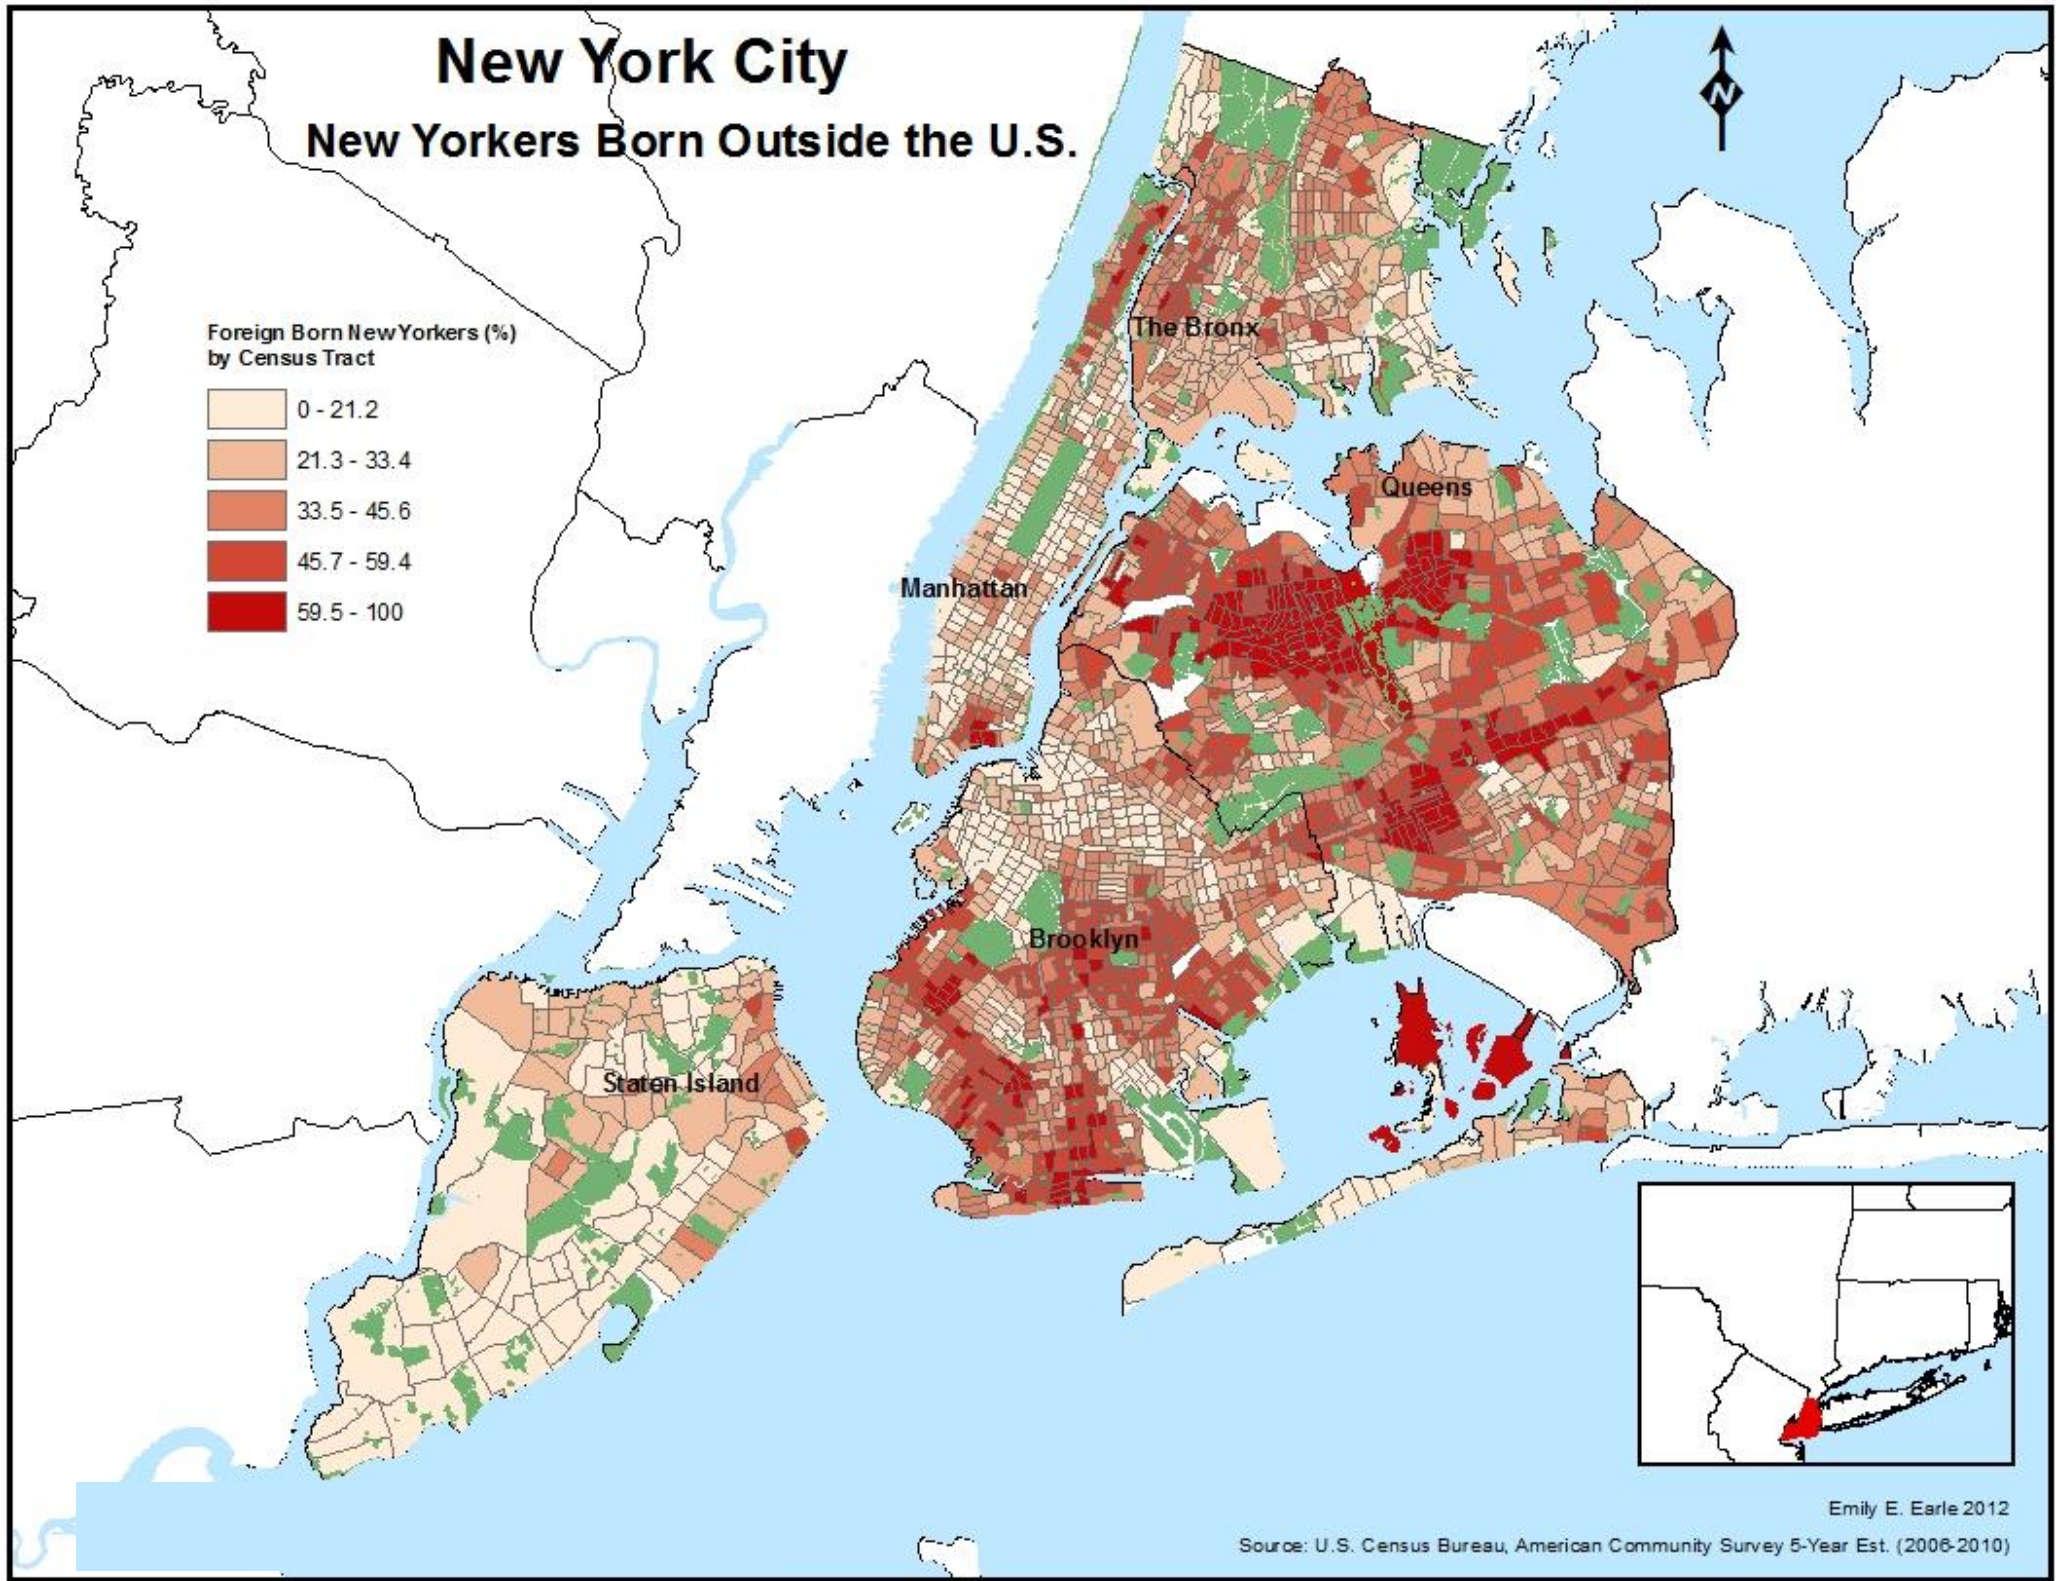 New York City
New Yorkers Born Outside the U.S.
N
Foreign Born New Yorkers (%)
by Census Tract
0 - 21.2
21.3 - 33.4
33.5 - 45.6
45.7 - 59.4
59.5 - 100
The Bronx
Queens
Manhattan
Brooklyn
Staten Island
Emily E. Earle 2012
Source: U.S. Census Bureau, American Community Survey 5-Year Est. (2006-2010)